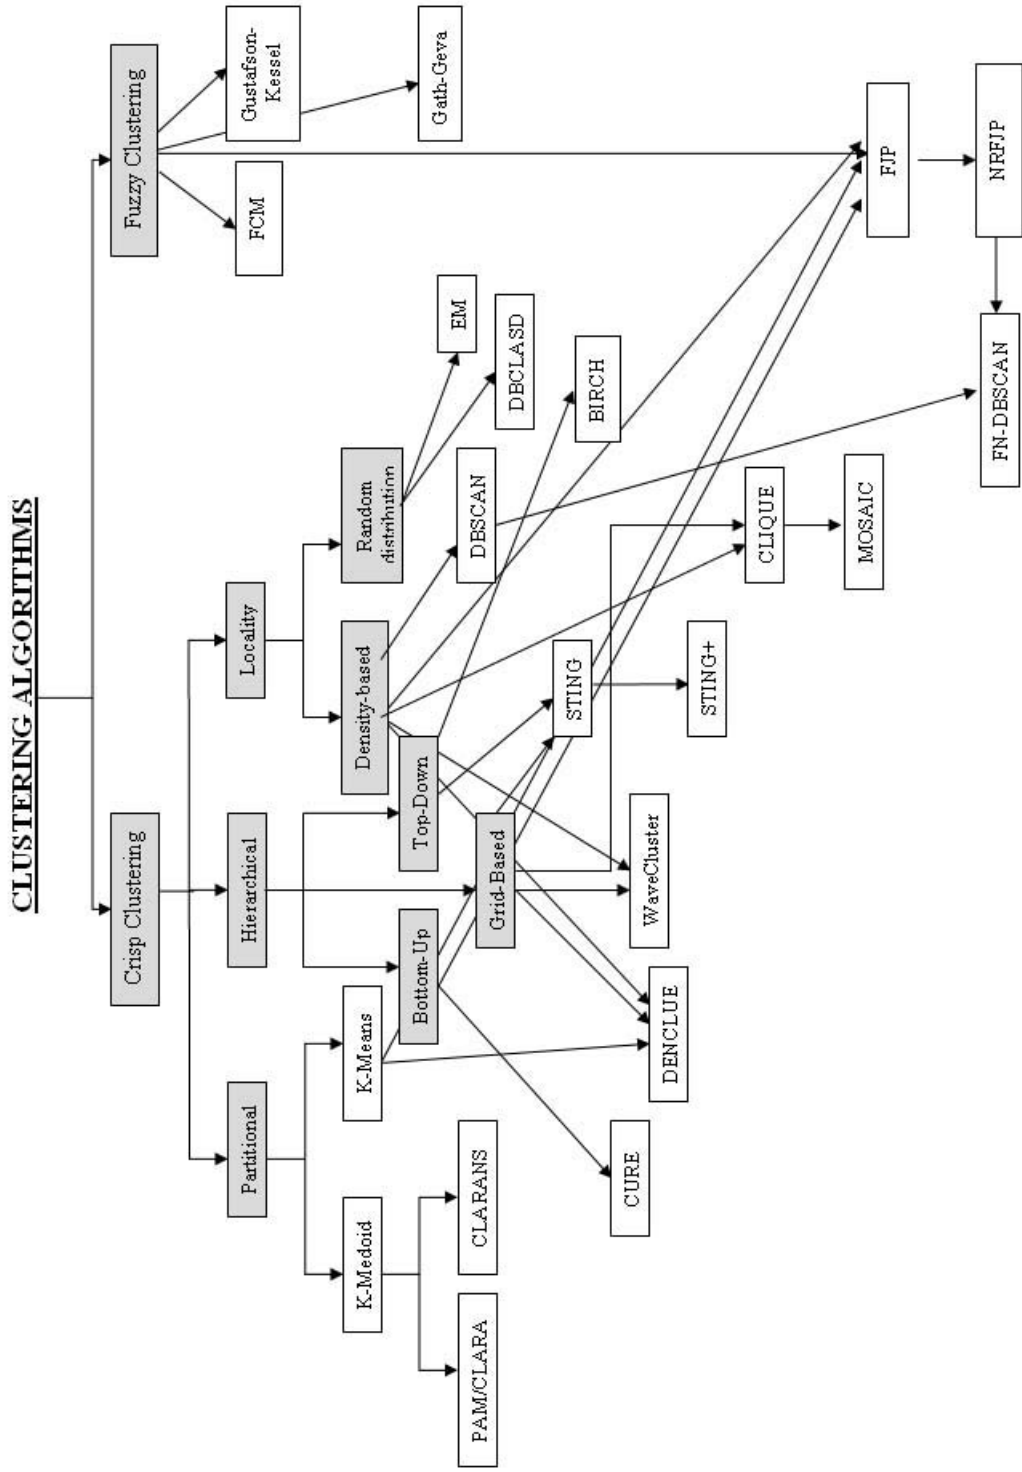 CLUSTERING ALGORITHMS
Crisp Clustering
Fuzzy Clustering
Partitional
Hierarchical
Locality
FCM
Gustafson-
Kessel
K-Medoid
K-Means
Bottom-Up
Top-Down
Density-based
Random
distribution
Gath-Geva
PAM/CLARA
CLARANS
Grid-Based
DBSCAN
DBCLASD
EM
CURE
DENCLUE
WaveCluster
STING
BIRCH
STING+
CLIQUE
MOSAIC
FJP
FN-DBSCAN
NRFJP